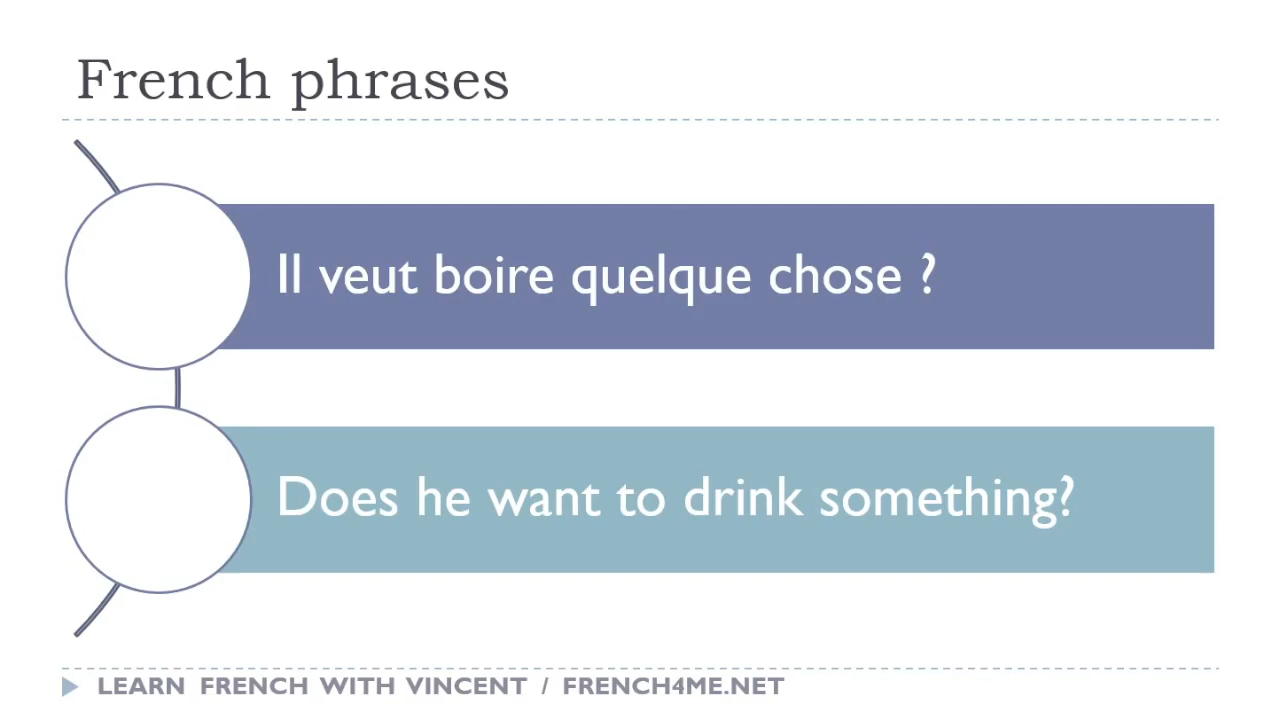 French phrases
Il veut boire quelque chose ?
Does he want to drink something?
LEARN FRENCH WITH VINCENT / FRENCH4ME.NET